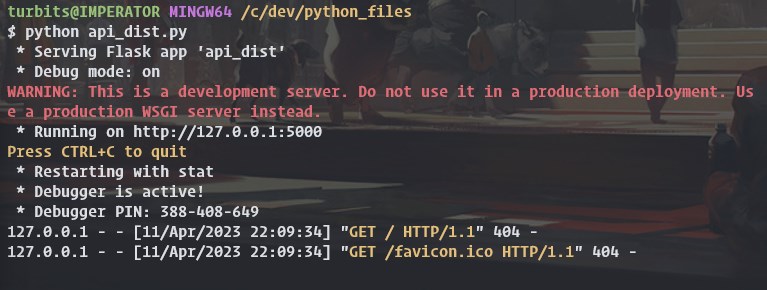 turbits@IMPERATOR MINGW64 /c/dev/python_files
$ python api_dist.py
 * Serving Flask app 'api_dist'
 * Debug mode: on
WARNING: This is a development server. Do not use it in a production deployment. Us
e a production WSGI server instead.
 * Running on http://127.0.0.1:5000
Press CTRL+C to quit
 * Restarting with stat
 * Debugger is active!
 * Debugger PIN: 388-408-649
127.0.0.1 - - [11/Apr/2023 22:09:34] "GET / HTTP/1.1" 404 -
127.0.0.1 - - [11/Apr/2023 22:09:34] "GET /favicon.ico HTTP/1.1" 404 -